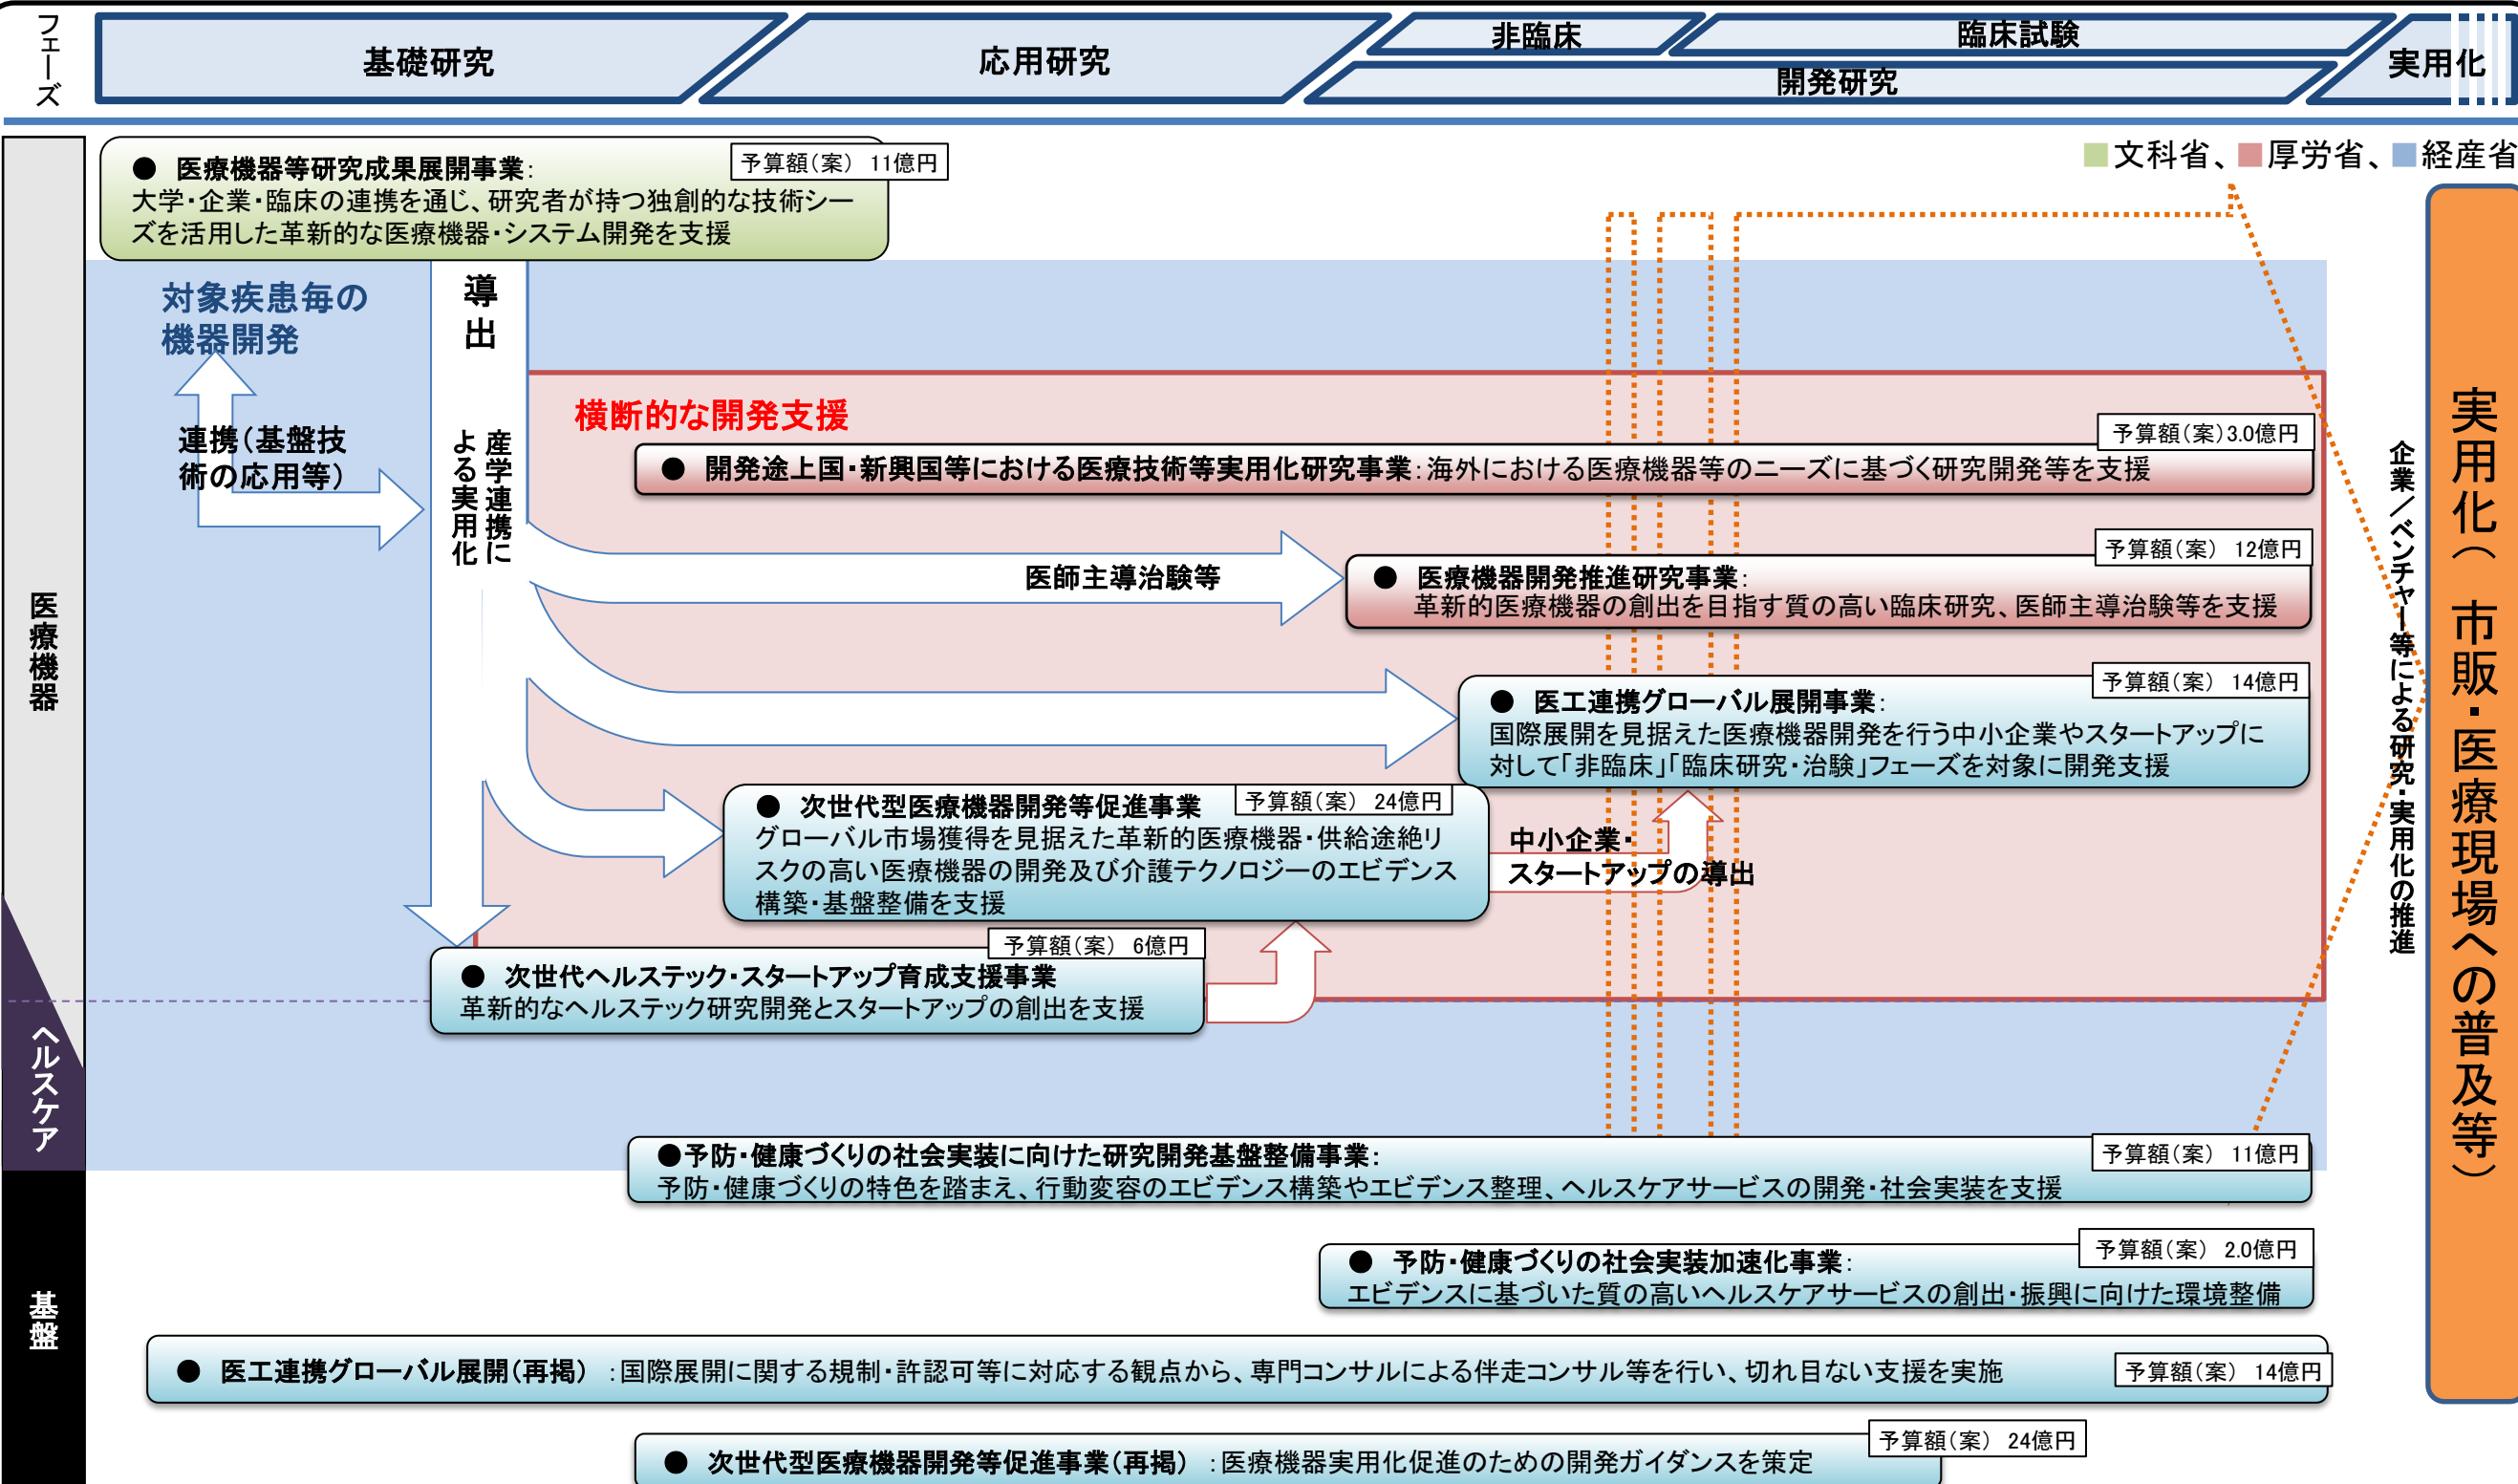 フェーズ
基礎研究
応用研究
非臨床
臨床試験
開発研究
実用化
文科省、厚労省、経産省
● 医療機器等研究成果展開事業：
予算額（案） 11億円
大学・企業・臨床の連携を通じ、研究者が持つ独創的な技術シー
ズを活用した革新的な医療機器・システム開発を支援
対象疾患毎の
機器開発
連携（基盤技
術の応用等）
導出
産学連携に
よる実用化
横断的な開発支援
予算額（案）3.0億円
● 開発途上国・新興国等における医療技術等実用化研究事業：海外における医療機器等のニーズに基づく研究開発等を支援
医師主導治験等
予算額（案） 12億円
● 医療機器開発推進研究事業：
革新的医療機器の創出を目指す質の高い臨床研究、医師主導治験等を支援
予算額（案） 14億円
● 医工連携グローバル展開事業：
国際展開を見据えた医療機器開発を行う中小企業やスタートアップに
対して「非臨床」「臨床研究・治験」フェーズを対象に開発支援
● 次世代型医療機器開発等促進事業
予算額（案） 24億円
グローバル市場獲得を見据えた革新的医療機器・供給途絶リ
スクの高い医療機器の開発及び介護テクノロジーのエビデンス
構築・基盤整備を支援
中小企業・
スタートアップの導出
予算額（案） 6億円
● 次世代ヘルステック・スタートアップ育成支援事業
革新的なヘルステック研究開発とスタートアップの創出を支援
医療機器
ヘルスケア
基盤
企業／ベンチャー等による研究・実用化の推進
実用化（ 市販・医療現場への普及等）
●予防・健康づくりの社会実装に向けた研究開発基盤整備事業：
予算額（案） 11億円
予防・健康づくりの特色を踏まえ、行動変容のエビデンス構築やエビデンス整理、ヘルスケアサービスの開発・社会実装を支援
予算額（案） 2.0億円
● 予防・健康づくりの社会実装加速化事業：
エビデンスに基づいた質の高いヘルスケアサービスの創出・振興に向けた環境整備
● 医工連携グローバル展開（再掲） ：国際展開に関する規制・許認可等に対応する観点から、専門コンサルによる伴走コンサル等を行い、切れ目ない支援を実施
予算額（案） 14億円
予算額（案） 24億円
● 次世代型医療機器開発等促進事業（再掲） ：医療機器実用化促進のための開発ガイダンスを策定